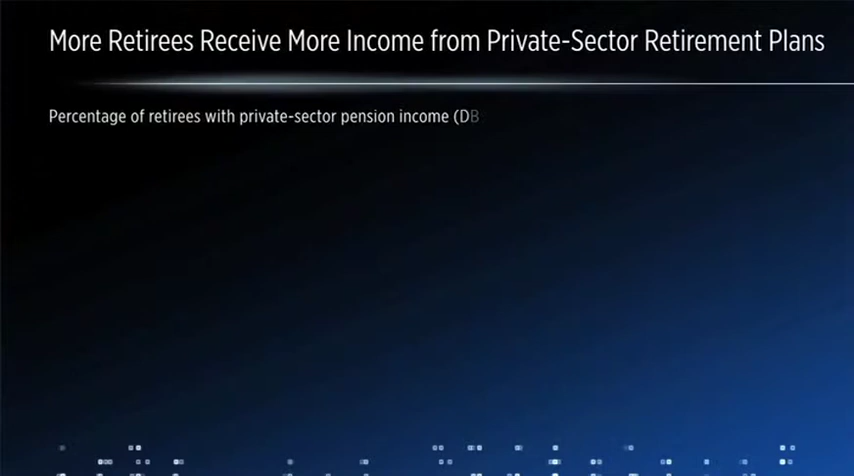 More Retirees Receive More Income from Private-Sector Retirement Plans
Percentage of retirees with private-sector pension income (DB